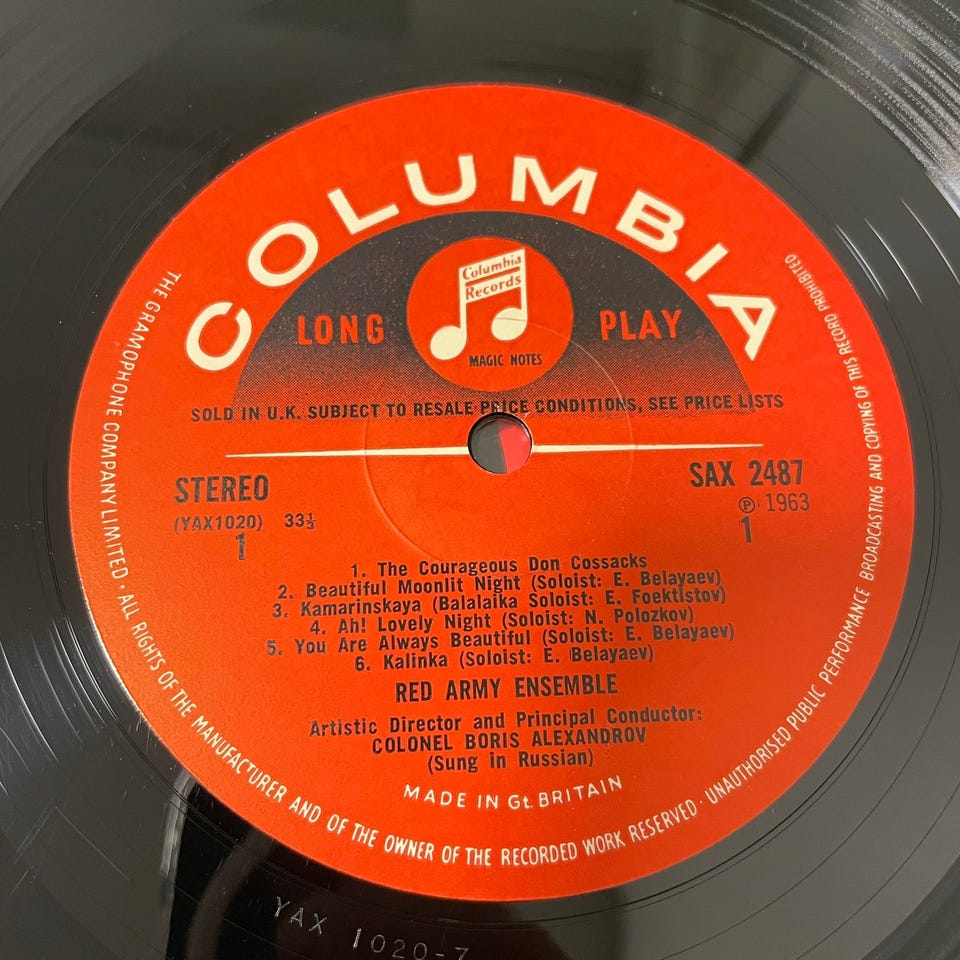 COLUMBIA
Columbia
Records
LONG PLAY
MAGIC NOTES
SOLD IN U.K. SUBJECT TO RESALE PRICE CONDITIONS, SEE PRICE LISTS
STEREO
SAX 2487
(YAX1020) 33⅓
℗ 1963
1
1
1. The Courageous Don Cossacks
2. Beautiful Moonlit Night (Soloist: E. Belayaev)
3. Kamarinskaya (Balalaika Soloist: E. Foektistov)
4. Ah! Lovely Night (Soloist: N. Polozkov)
5. You Are Always Beautiful (Soloist: E. Belayaev)
6. Kalinka (Soloist: E. Belayaev)
RED ARMY ENSEMBLE
Artistic Director and Principal Conductor:
COLONEL BORIS ALEXANDROV
(Sung in Russian)
MADE IN Gt. BRITAIN
THE GRAMOPHONE COMPANY LIMITED · ALL RIGHTS OF THE MANUFACTURER AND OF THE OWNER OF THE RECORDED WORK RESERVED · UNAUTHORISED PUBLIC PERFORMANCE BROADCASTING AND COPYING OF THIS RECORD PROHIBITED
YAX 1020-7